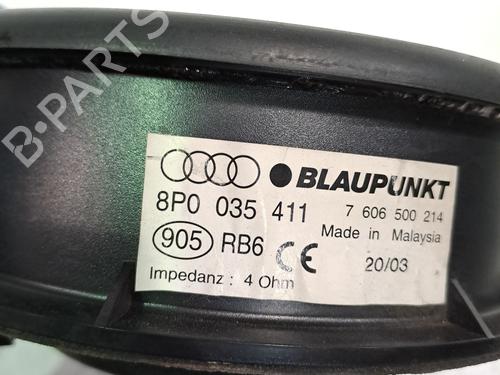 B-PARTS
BLAUPUNKT
8P0 035 411
7 606 500 214
905 RB6 CE
Made in Malaysia
20/03
Impedanz : 4 Ohm